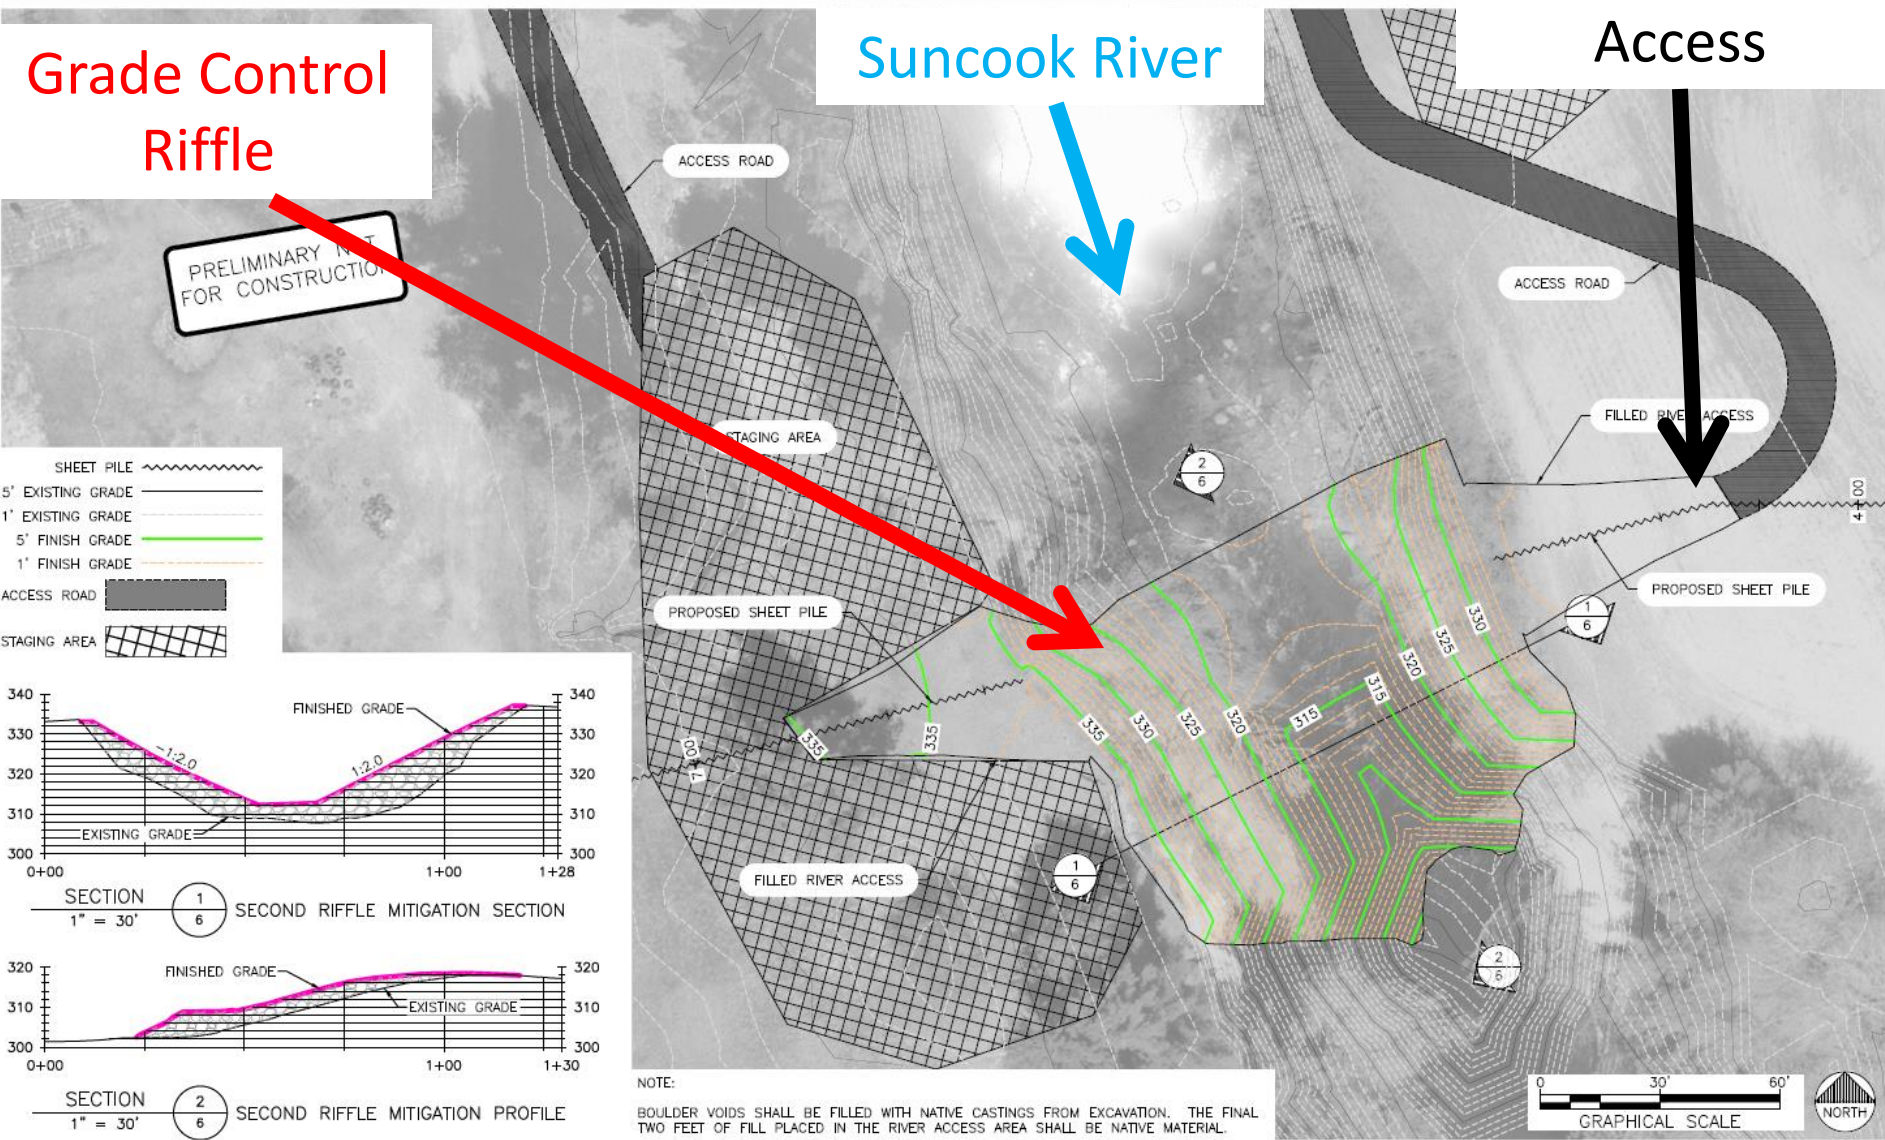 Grade Control
Riffle
Suncook River
Access
ACCESS ROAD
PRELIMINARY NOT
FOR CONSTRUCTION
ACCESS ROAD
STAGING AREA
FILLED RIVER ACCESS
2
6
4+00
SHEET PILE
5' EXISTING GRADE
1' EXISTING GRADE
5' FINISH GRADE
1' FINISH GRADE
ACCESS ROAD
STAGING AREA
PROPOSED SHEET PILE
PROPOSED SHEET PILE
1
6
330
325
320
315
315
320
325
330
335
335
335
FILLED RIVER ACCESS
1
6
2
6
340
330
320
310
300
340
330
320
310
300
FINISHED GRADE
-1:2.0
1:2.0
EXISTING GRADE
0+00
1+00
1+28
SECTION
1" = 30'
1
6
SECOND RIFFLE MITIGATION SECTION
320
310
300
320
310
300
FINISHED GRADE
EXISTING GRADE
0+00
1+00
1+30
SECTION
1" = 30'
2
6
SECOND RIFFLE MITIGATION PROFILE
NOTE:
BOULDER VOIDS SHALL BE FILLED WITH NATIVE CASTINGS FROM EXCAVATION. THE FINAL
TWO FEET OF FILL PLACED IN THE RIVER ACCESS AREA SHALL BE NATIVE MATERIAL.
0
30'
60'
GRAPHICAL SCALE
NORTH